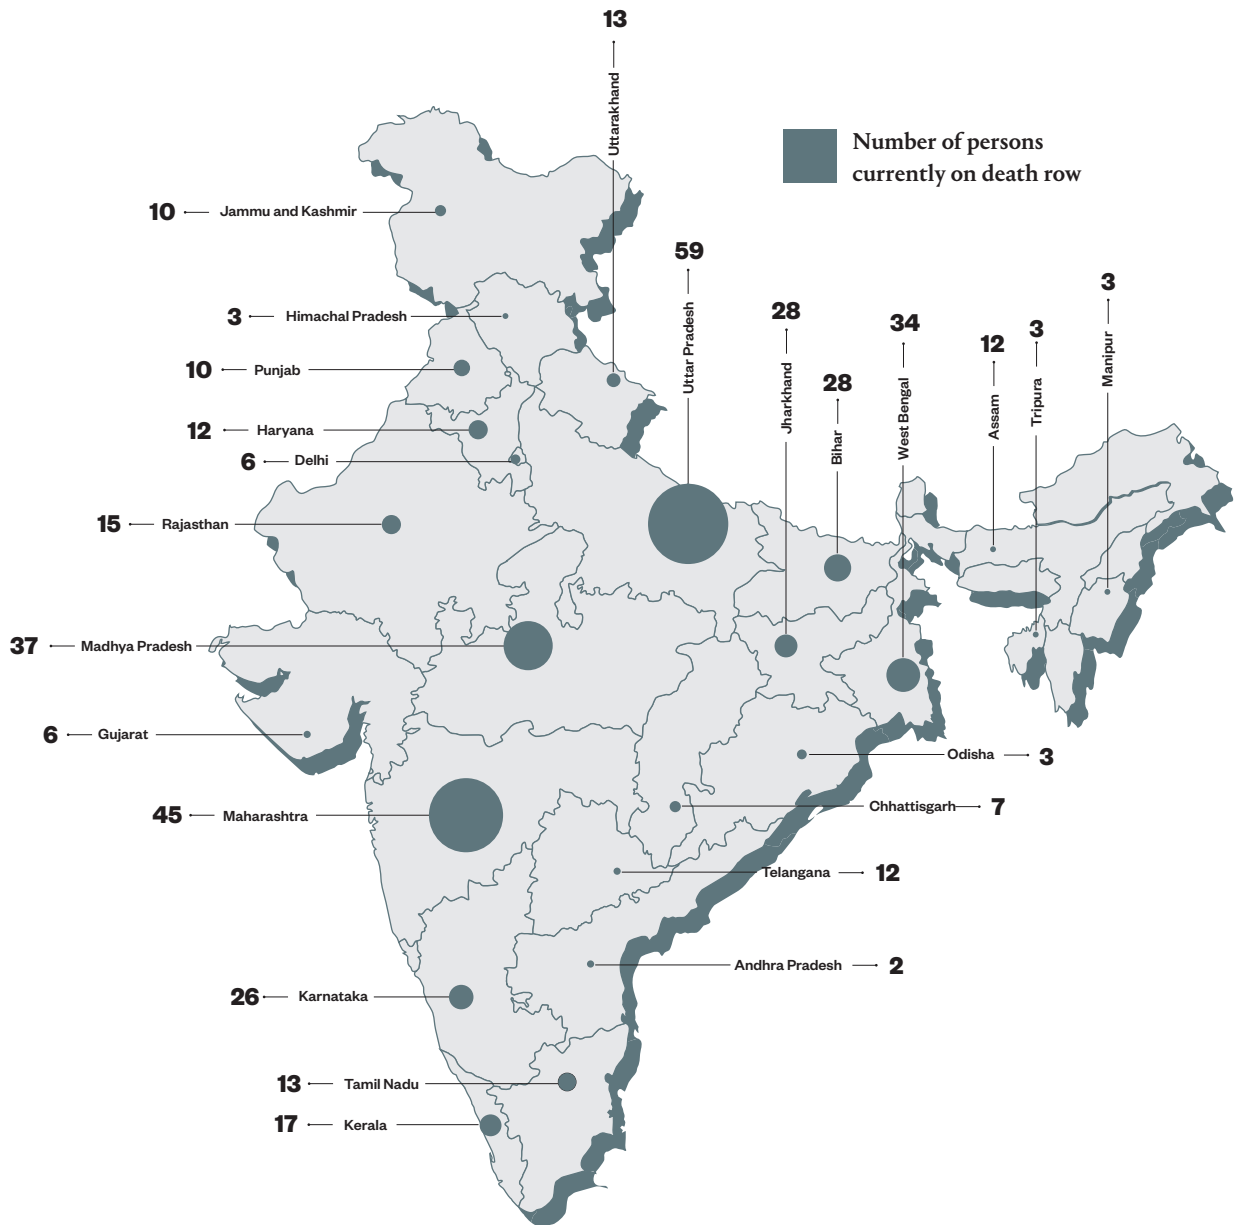 13
Uttarakhand
Number of persons
currently on death row
10 Jammu and Kashmir
59
Uttar Pradesh
3 Himachal Pradesh
28
Jharkhand
34
West Bengal
12
Assam
3
Tripura
3
Manipur
10 Punjab
28
Bihar
12 Haryana
6 Delhi
15 Rajasthan
37 Madhya Pradesh
6 Gujarat
Odisha 3
Chhattisgarh 7
45 Maharashtra
Telangana 12
Andhra Pradesh 2
26 Karnataka
13 Tamil Nadu
17 Kerala